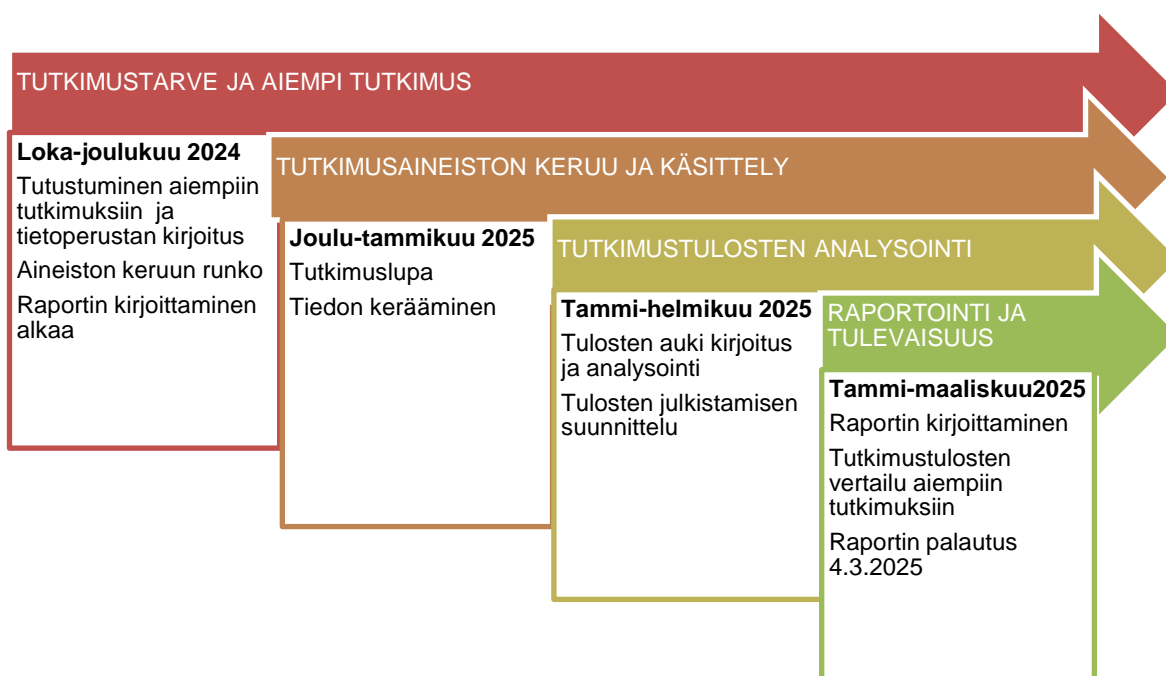 TUTKIMUSTARVE JA AIEMPI TUTKIMUS
Loka-joulukuu 2024
Tutustuminen aiempiin
tutkimuksiin ja
tietoperustan kirjoitus
Aineiston keruun runko
Raportin kirjoittaminen
alkaa
TUTKIMUSAINEISTON KERUU JA KÄSITTELY
Joulu-tammikuu 2025
Tutkimuslupa
Tiedon kerääminen
TUTKIMUSTULOSTEN ANALYSOINTI
Tammi-helmikuu 2025
Tulosten auki kirjoitus
ja analysointi
Tulosten julkistamisen
suunnittelu
RAPORTOINTI JA
TULEVAISUUS
Tammi-maaliskuu2025
Raportin kirjoittaminen
Tutkimustulosten
vertailu aiempiin
tutkimuksiin
Raportin palautus
4.3.2025